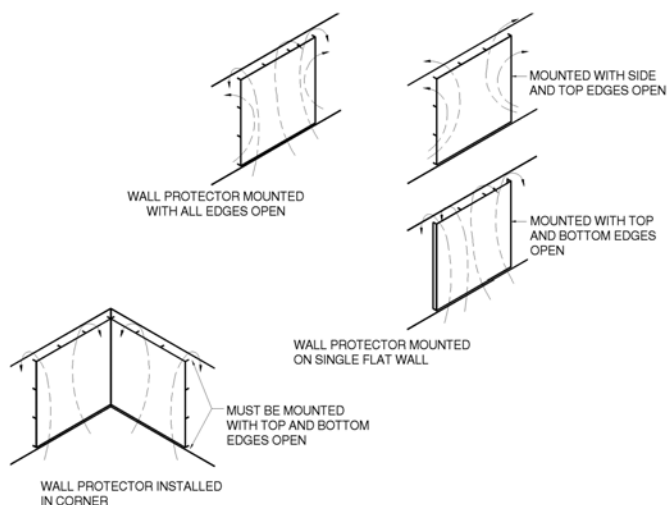 WALL PROTECTOR MOUNTED
WITH ALL EDGES OPEN
MOUNTED WITH SIDE
AND TOP EDGES OPEN
MOUNTED WITH TOP
AND BOTTOM EDGES
OPEN
WALL PROTECTOR MOUNTED
ON SINGLE FLAT WALL
MUST BE MOUNTED
WITH TOP AND BOTTOM
EDGES OPEN
WALL PROTECTOR INSTALLED
IN CORNER